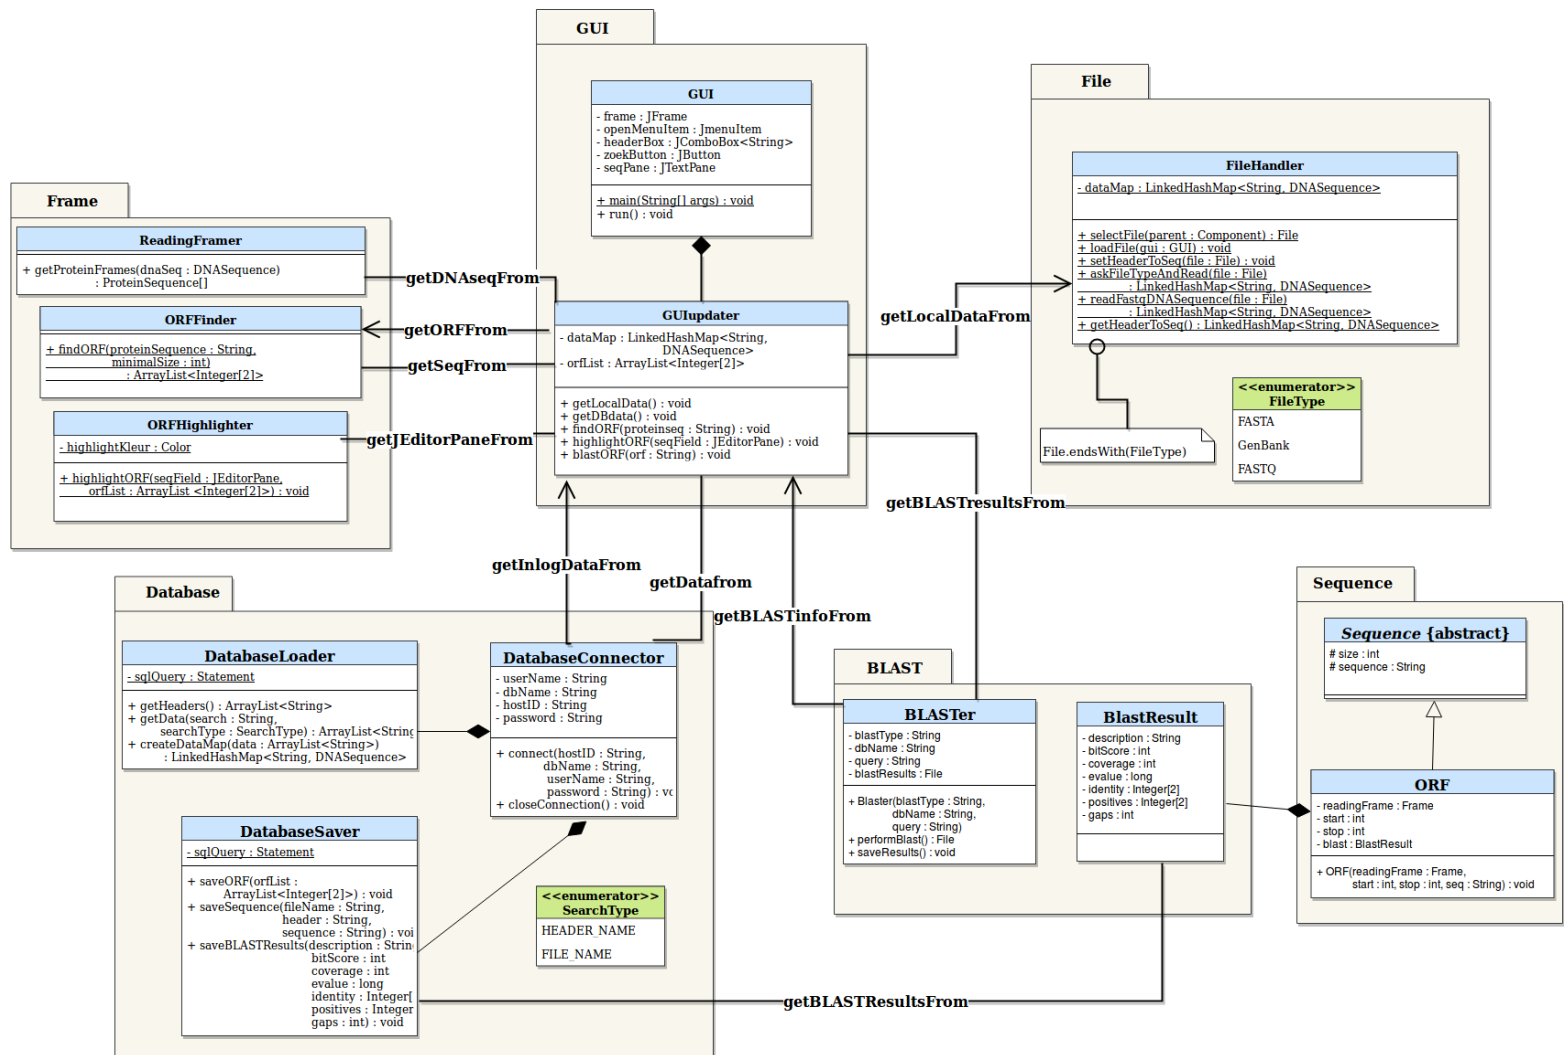 GUI
GUI
- frame : JFrame
- openMenuItem : JmenuItem
- headerBox : JComboBox<String>
- zoekButton : JButton
- seqPane : JTextPane
+ main(String[] args) : void
+ run() : void
File
FileHandler
- dataMap : LinkedHashMap<String, DNASequence>
+ selectFile(parent : Component) : File
+ loadFile(gui : GUI) : void
+ setHeaderToSeq(file : File) : void
+ askFileTypeAndRead(file : File)
: LinkedHashMap<String, DNASequence>
+ readFastqDNASequence(file : File)
: LinkedHashMap<String, DNASequence>
+ getHeaderToSeq() : LinkedHashMap<String, DNASequence>
File.endsWith(FileType)
<<enumerator>>
FileType
FASTA
GenBank
FASTQ
Frame
ReadingFramer
+ getProteinFrames(dnaSeq : DNASequence)
: ProteinSequence[]
ORFFinder
+ findORF(proteinSequence : String,
minimalSize : int)
: ArrayList<Integer[2]>
ORFHighlighter
- highlightKleur : Color
+ highlightORF(seqField : JEditorPane,
orfList : ArrayList <Integer[2]>) : void
getDNAseqFrom
getORFFrom
getSeqFrom
getJEditorPaneFrom
GUIupdater
- dataMap : LinkedHashMap<String,
DNASequence>
- orfList : ArrayList<Integer[2]>
+ getLocalData() : void
+ getDBdata() : void
+ findORF(proteinseq : String) : void
+ highlightORF(seqField : JEditorPane) : void
+ blastORF(orf : String) : void
getLocalDataFrom
getBLASTresultsFrom
getInlogDataFrom
getDatafrom
getBLASTinfoFrom
Database
DatabaseLoader
- sqlQuery : Statement
+ getHeaders() : ArrayList<String>
+ getData(search : String,
searchType : SearchType) : ArrayList<String
+ createDataMap(data : ArrayList<String>)
: LinkedHashMap<String, DNASequence>
DatabaseConnector
- userName : String
- dbName : String
- hostID : String
- password : String
+ connect(hostID : String,
dbName : String,
userName : String,
password : String) : vo
+ closeConnection() : void
DatabaseSaver
- sqlQuery : Statement
+ saveORF(orfList :
ArrayList<Integer[2]>) : void
+ saveSequence(fileName : String,
header : String,
sequence : String) : voi
+ saveBLASTResults(description : Strin
bitScore : int
coverage : int
evalue : long
identity : Integer[
positives : Integer
gaps : int) : void
<<enumerator>>
SearchType
HEADER_NAME
FILE_NAME
getBLASTResultsFrom
BLAST
BLASTer
- blastType : String
- dbName : String
- query : String
- blastResults : File
+ Blaster(blastType : String,
dbName : String,
query : String)
+ performBlast() : File
+ saveResults() : void
BlastResult
- description : String
- bitScore : int
- coverage : int
- evalue : long
- identity : Integer[2]
- positives : Integer[2]
- gaps : int
Sequence
Sequence {abstract}
# size : int
# sequence : String
ORF
- readingFrame : Frame
- start : int
- stop : int
- blast : BlastResult
+ ORF(readingFrame : Frame,
start : int, stop : int, seq : String) : void